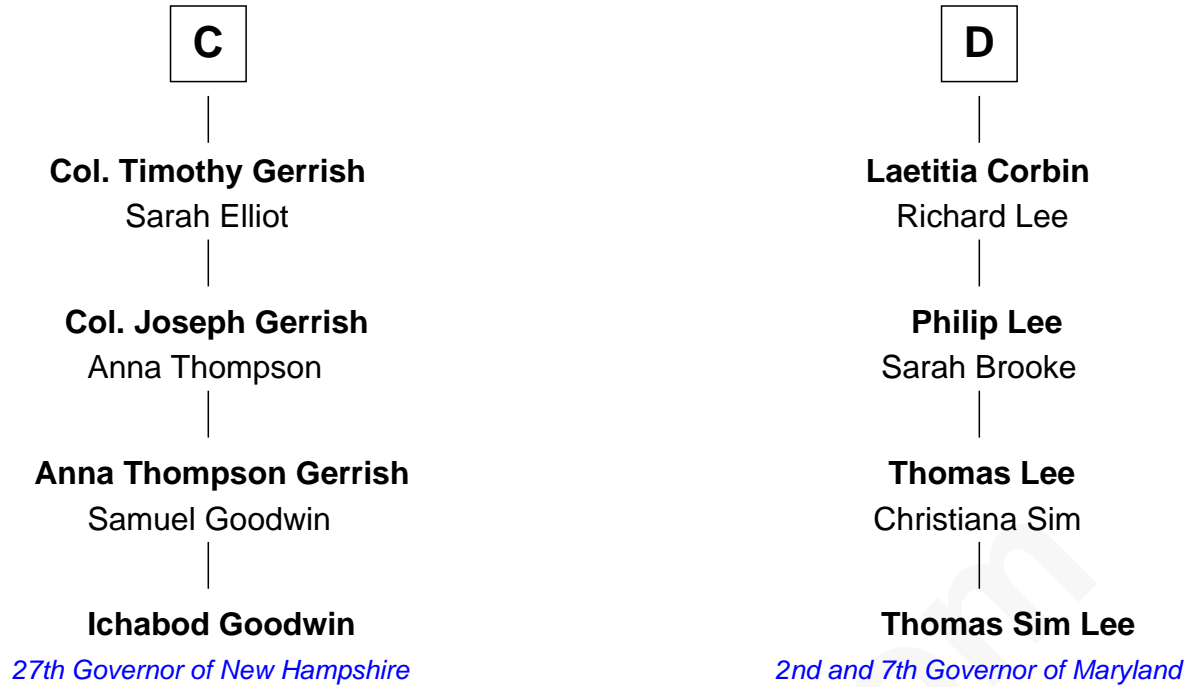 C
Col. Timothy Gerrish
Sarah Elliot
Col. Joseph Gerrish
Anna Thompson
Anna Thompson Gerrish
Samuel Goodwin
Ichabod Goodwin
27th Governor of New Hampshire
D
Laetitia Corbin
Richard Lee
Philip Lee
Sarah Brooke
Thomas Lee
Christiana Sim
Thomas Sim Lee
2nd and 7th Governor of Maryland